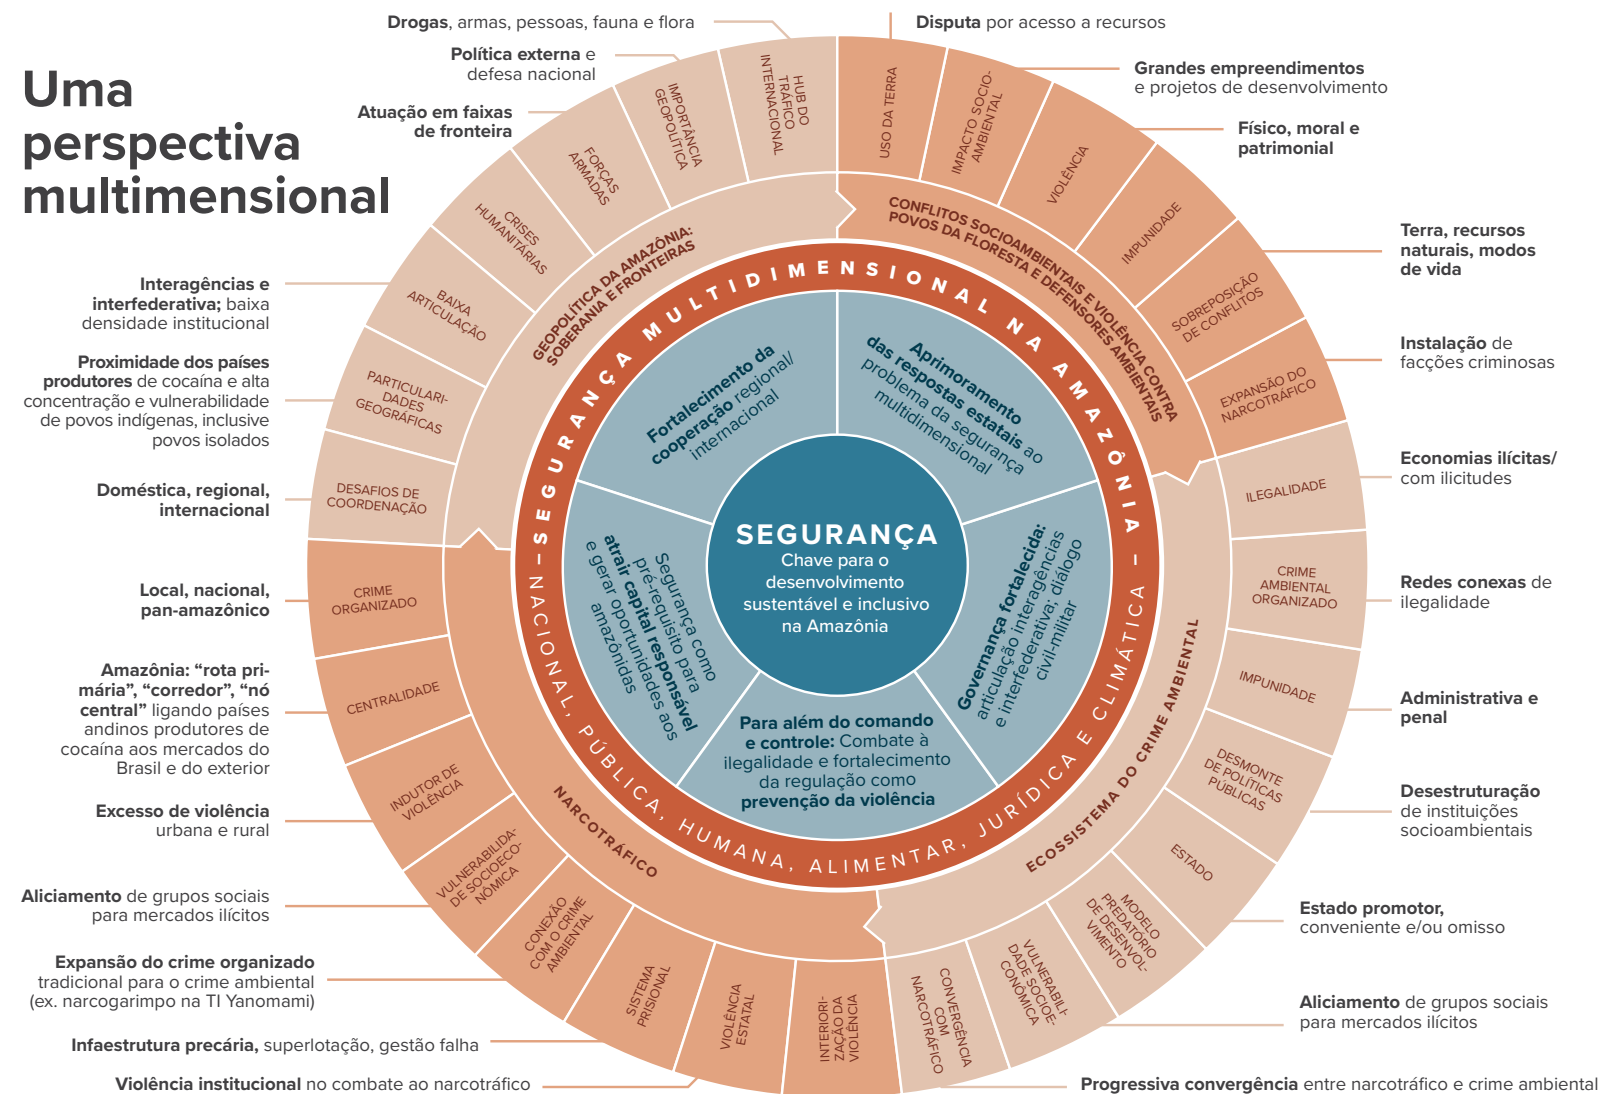 Uma
perspectiva
multimensional
Drogas, armas, pessoas, fauna e flora
Política externa e
defesa nacional
Atuação em faixas
de fronteira
Interagências e
interfederativa; baixa
densidade institucional
Proximidade dos países
produtores de cocaína e alta
concentração e vulnerabilidade
de povos indígenas, inclusive
povos isolados
Doméstica, regional,
internacional
Local, nacional,
pan-amazônico
Amazônia: “rota pri-
mária”, “corredor”, “nó
central” ligando países
andinos produtores de
cocaína aos mercados do
Brasil e do exterior
Excesso de violência
urbana e rural
Aliciamento de grupos sociais
para mercados ilícitos
Expansão do crime organizado
tradicional para o crime ambiental
(ex. narcogarimpo na TI Yanomami)
Infaestrutura precária, superlotação, gestão falha
Violência institucional no combate ao narcotráfico
Disputa por acesso a recursos
Grandes empreendimentos
e projetos de desenvolvimento
Físico, moral e
patrimonial
Terra, recursos
naturais, modos
de vida
Instalação de
facções criminosas
Economias ilícitas/
com ilicitudes
Redes conexas de
ilegalidade
Administrativa e
penal
Desestruturação
de instituições
socioambientais
Estado promotor,
conveniente e/ou omisso
Aliciamento de grupos sociais
para mercados ilícitos
Progressiva convergência entre narcotráfico e crime ambiental
USO DA TERRA
IMPACTO SOCIO-
AMBIENTAL
VIOLÊNCIA
IMPUNIDADE
SOBREPOSIÇÃO
DE CONFLITOS
EXPANSÃO DO
NARCOTRÁFICO
ILEGALIDADE
CRIME
AMBIENTAL
ORGANIZADO
IMPUNIDADE
DESMONTE
DE POLÍTICAS
PÚBLICAS
ESTADO
MODELO
PREDATÓRIO
DE DESENVOL-
VIMENTO
VULNERABILI-
DADE SOCIOE-
CONÔMICA
CONVERGÊNCIA
COM
NARCOTRÁFICO
INTERIORI-
ZAÇÃO DA
VIOLÊNCIA
VIOLÊNCIA
ESTATAL
SISTEMA
PRISIONAL
CONEXÃO
COM O CRIME
AMBIENTAL
VULNERABILIDA-
DE SOCIOECO-
NÔMICA
INDUTOR DE
VIOLÊNCIA
CENTRALIDADE
CRIME
ORGANIZADO
DESAFIOS DE
COORDENAÇÃO
PARTICULARI-
DADES
GEOGRÁFICAS
BAIXA
ARTICULAÇÃO
CRISES
HUMANITÁRIAS
FORÇAS
ARMADAS
IMPORTÂNCIA
GEOPOLÍTICA
HUB DO
TRÁFICO
INTERNACIONAL
CONFLITOS SOCIOAMBIENTAIS E VIOLÊNCIA CONTRA
POVOS DA FLORESTA E DEFENSORES AMBIENTAIS
ECOSSISTEMA DO CRIME AMBIENTAL
NARCOTRÁFICO
GEOPOLÍTICA DA AMAZÔNIA:
SOBERANIA E FRONTEIRAS
– SEGURANÇA MULTIDIMENSIONAL NA AMAZÔNIA –
NACIONAL, PÚBLICA, HUMANA, ALIMENTAR, JURÍDICA E CLIMÁTICA
Fortalecimento da
cooperação regional/
internacional
Aprimoramento
das respostas estatais ao
problema da segurança
multidimensional
Governança fortalecida:
articulação interagências
e interfederativa; diálogo
civil-militar
Para além do comando
e controle: Combate à
ilegalidade e fortalecimento
da regulação como
prevenção da violência
Segurança como
pré-requisito para
atrair capital responsável
e gerar oportunidades aos
amazônidas
SEGURANÇA
Chave para o
desenvolvimento
sustentável e inclusivo
na Amazônia